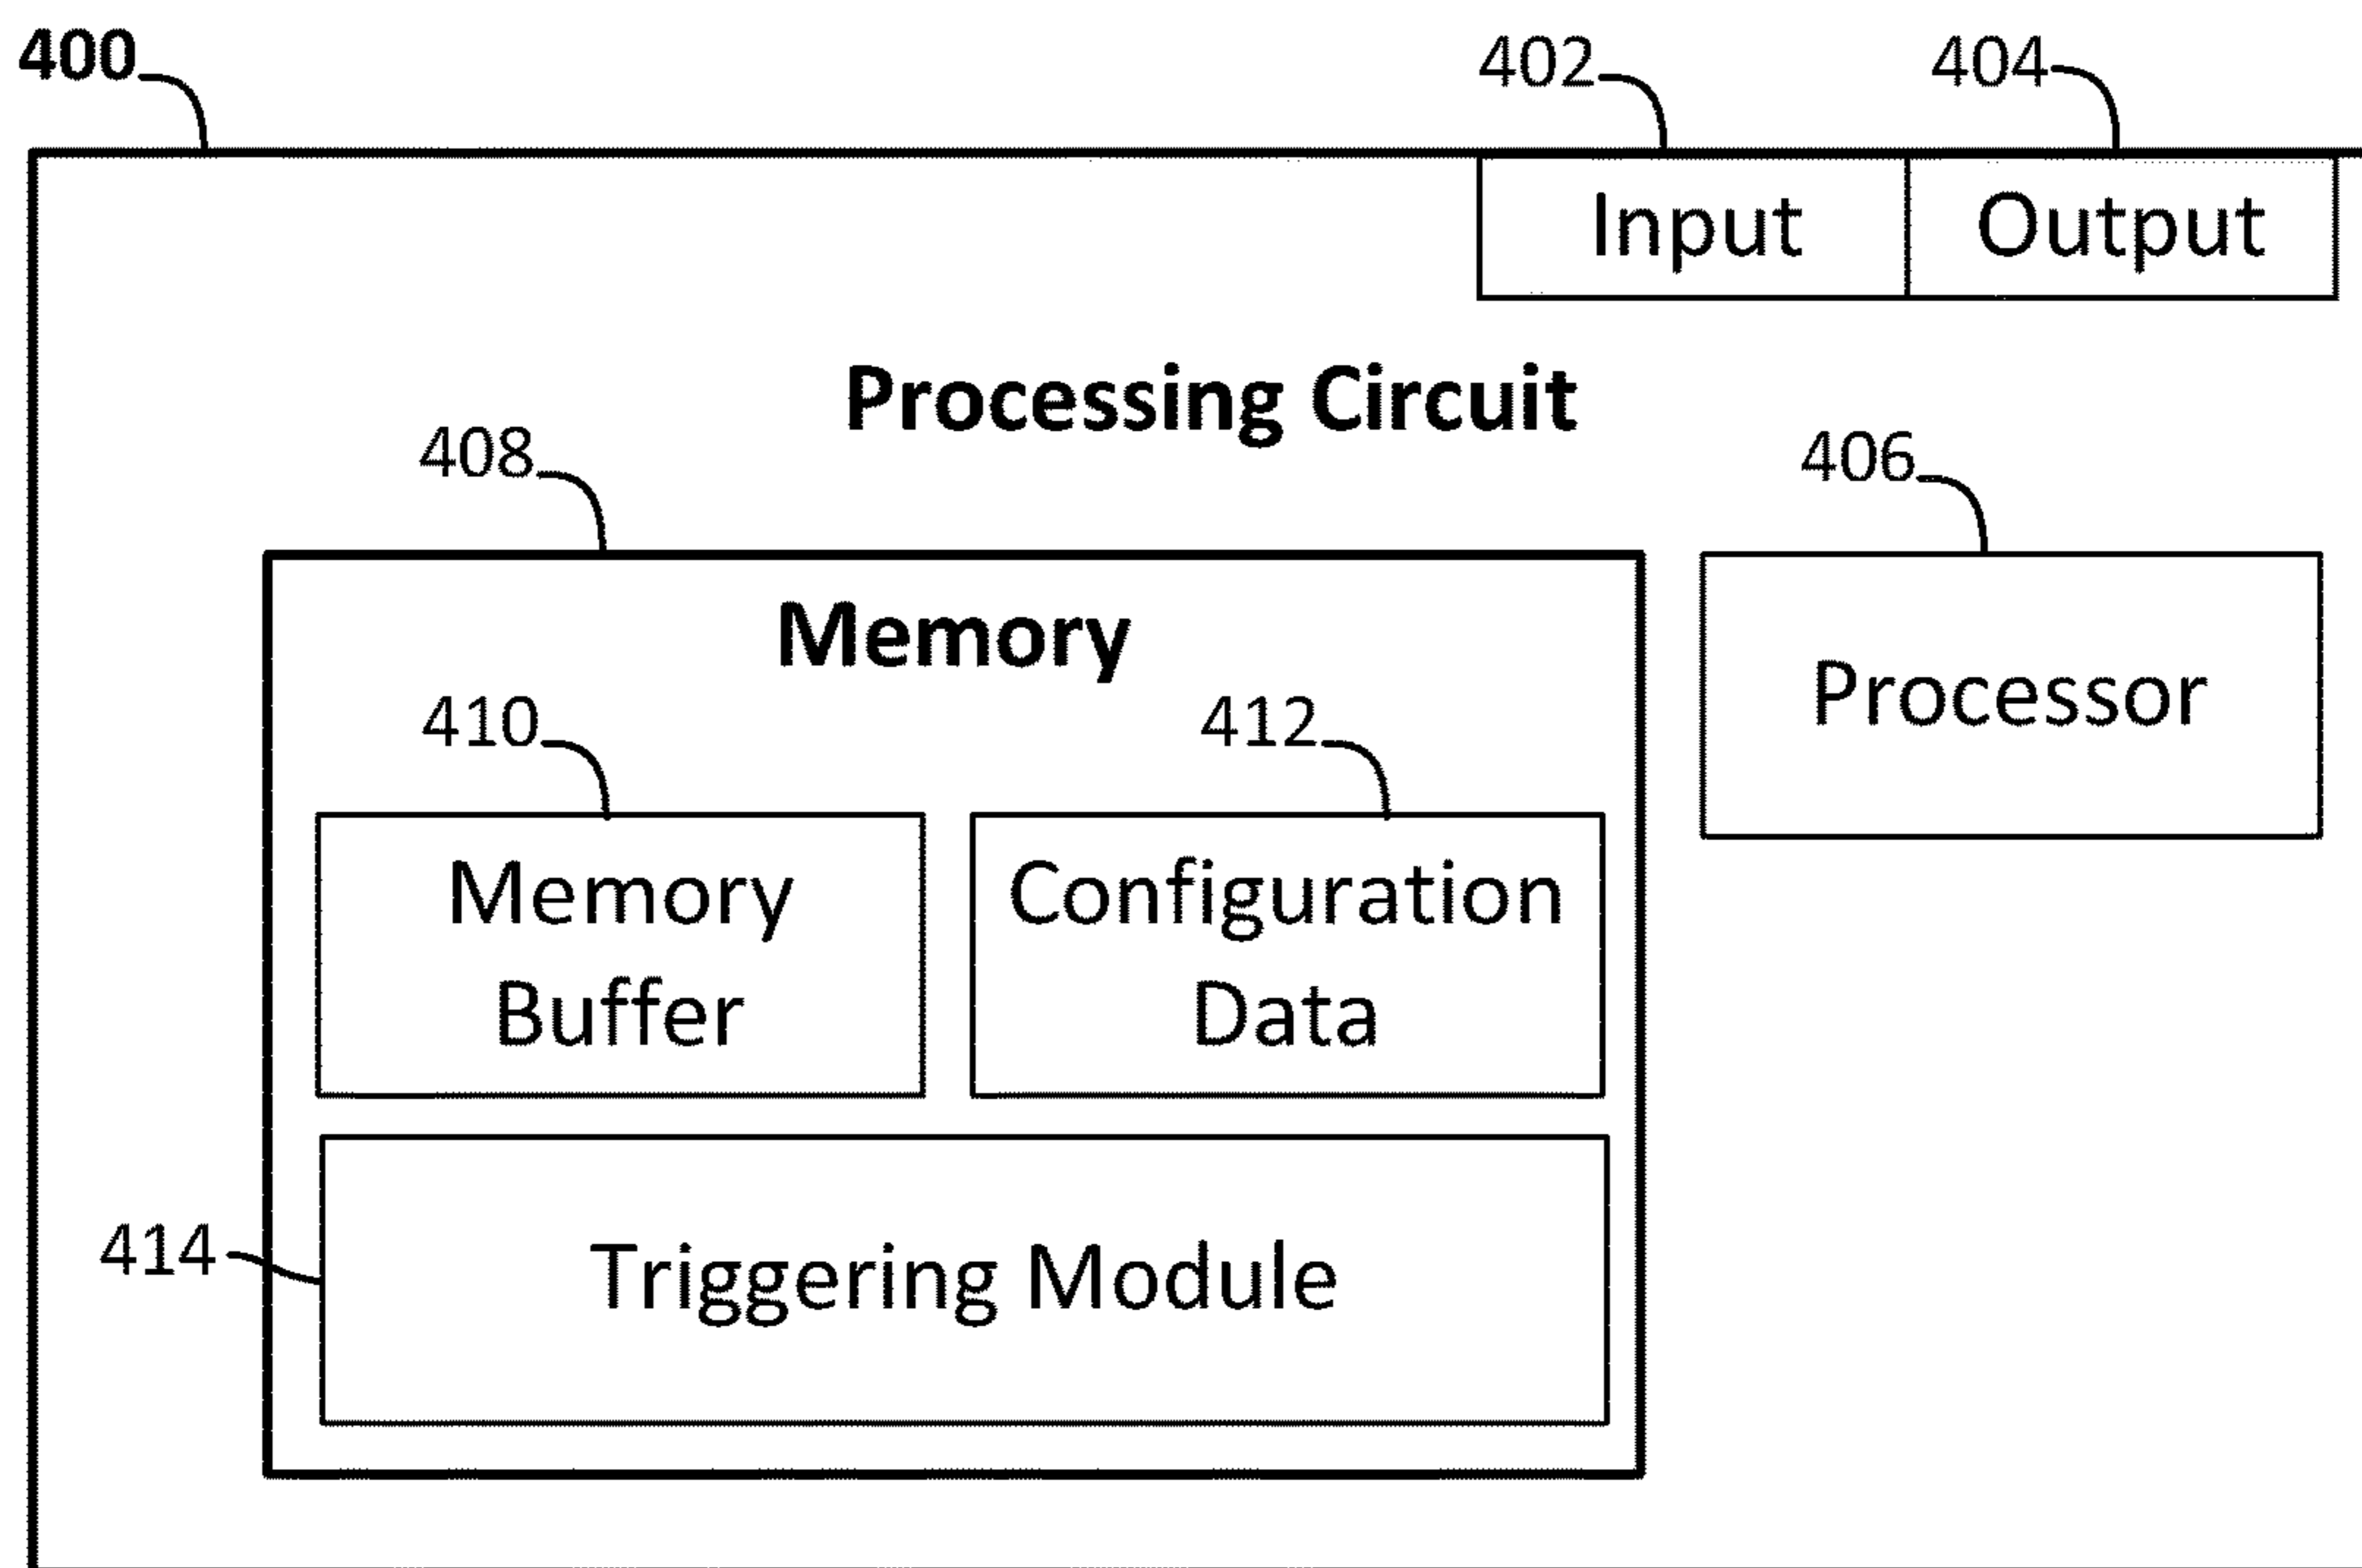 400
402
404
Input
Output
Processing Circuit
408
406
Memory
Processor
410
412
Memory
Buffer
Configuration
Data
414
Triggering Module